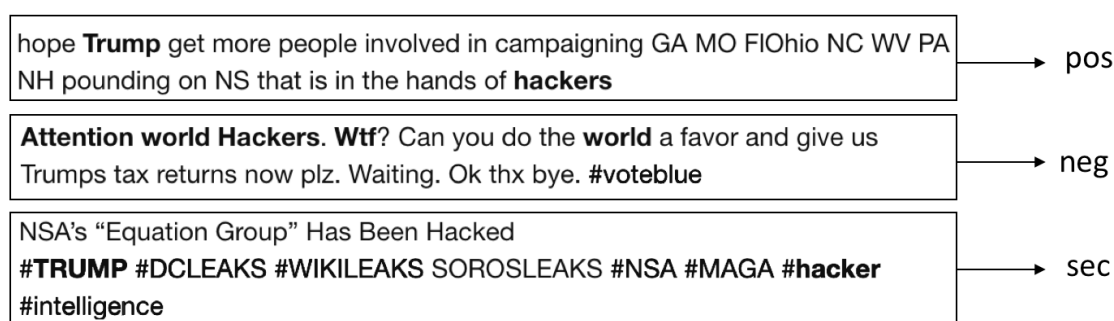 hope Trump get more people involved in campaigning GA MO FlOhio NC WV PA
NH pounding on NS that is in the hands of hackers
pos
Attention world Hackers. Wtf? Can you do the world a favor and give us
Trumps tax returns now plz. Waiting. Ok thx bye. #voteblue
neg
NSA's “Equation Group” Has Been Hacked
#TRUMP #DCLEAKS #WIKILEAKS SOROSLEAKS #NSA #MAGA #hacker
#intelligence
sec